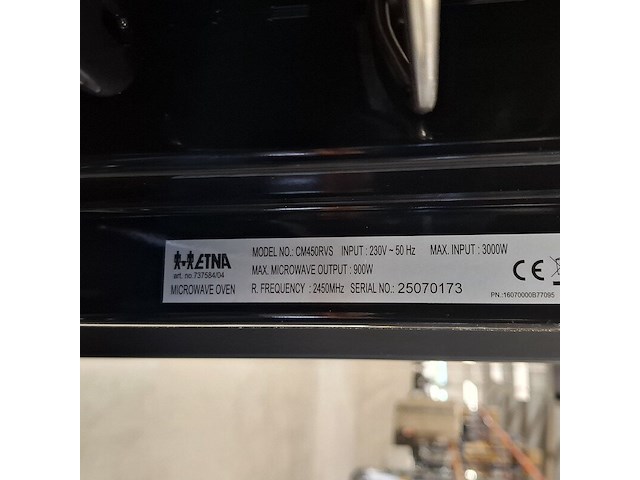 ETNA MODEL NO.: CM450RVS INPUT : 230V ~ 50 Hz MAX. INPUT : 3000W
art. no.737584/04 MAX. MICROWAVE OUTPUT : 900W CE
MICROWAVE OVEN R. FREQUENCY : 2450MHz SERIAL NO.: 25070173 PN.:16070000B77095